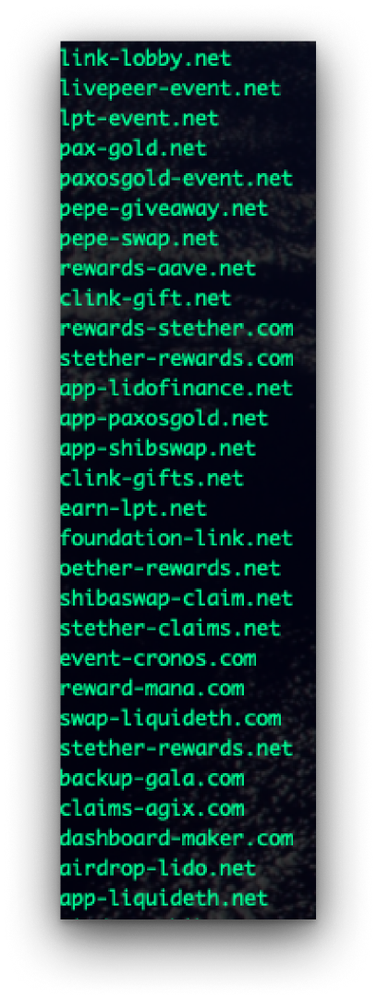 link-lobby.net
livepeer-event.net
lpt-event.net
pax-gold.net
paxosgold-event.net
pepe-giveaway.net
pepe-swap.net
rewards-aave.net
clink-gift.net
rewards-stether.com
stether-rewards.com
app-lidofinance.net
app-paxosgold.net
app-shibswap.net
clink-gifts.net
earn-lpt.net
foundation-link.net
oether-rewards.net
shibaswap-claim.net
stether-claims.net
event-cronos.com
reward-mana.com
swap-liquideth.com
stether-rewards.net
backup-gala.com
claims-agix.com
dashboard-maker.com
airdrop-lido.net
app-liquideth.net